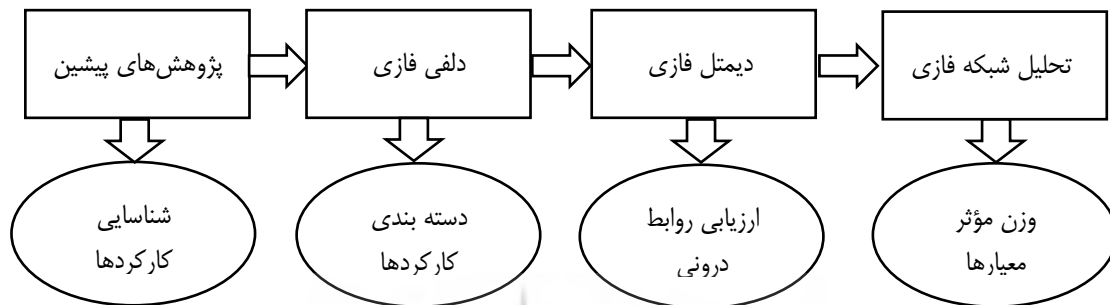 پژوهش‌های پیشین
دلفی فازی
دیمتل فازی
تحلیل شبکه فازی
شناسایی
کارکردها
دسته بندی
کارکردها
ارزیابی روابط
درونی
وزن مؤثر
معیارها